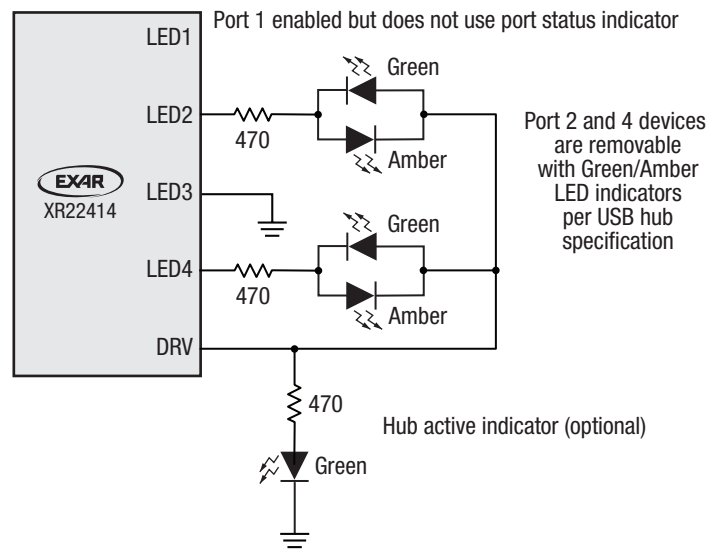 Port 1 enabled but does not use port status indicator
LED1
Green
LED2
470
Amber
Port 2 and 4 devices
are removable
with Green/Amber
LED indicators
per USB hub
specification
EXAR
XR22414
LED3
Green
LED4
470
Amber
DRV
470
Hub active indicator (optional)
Green